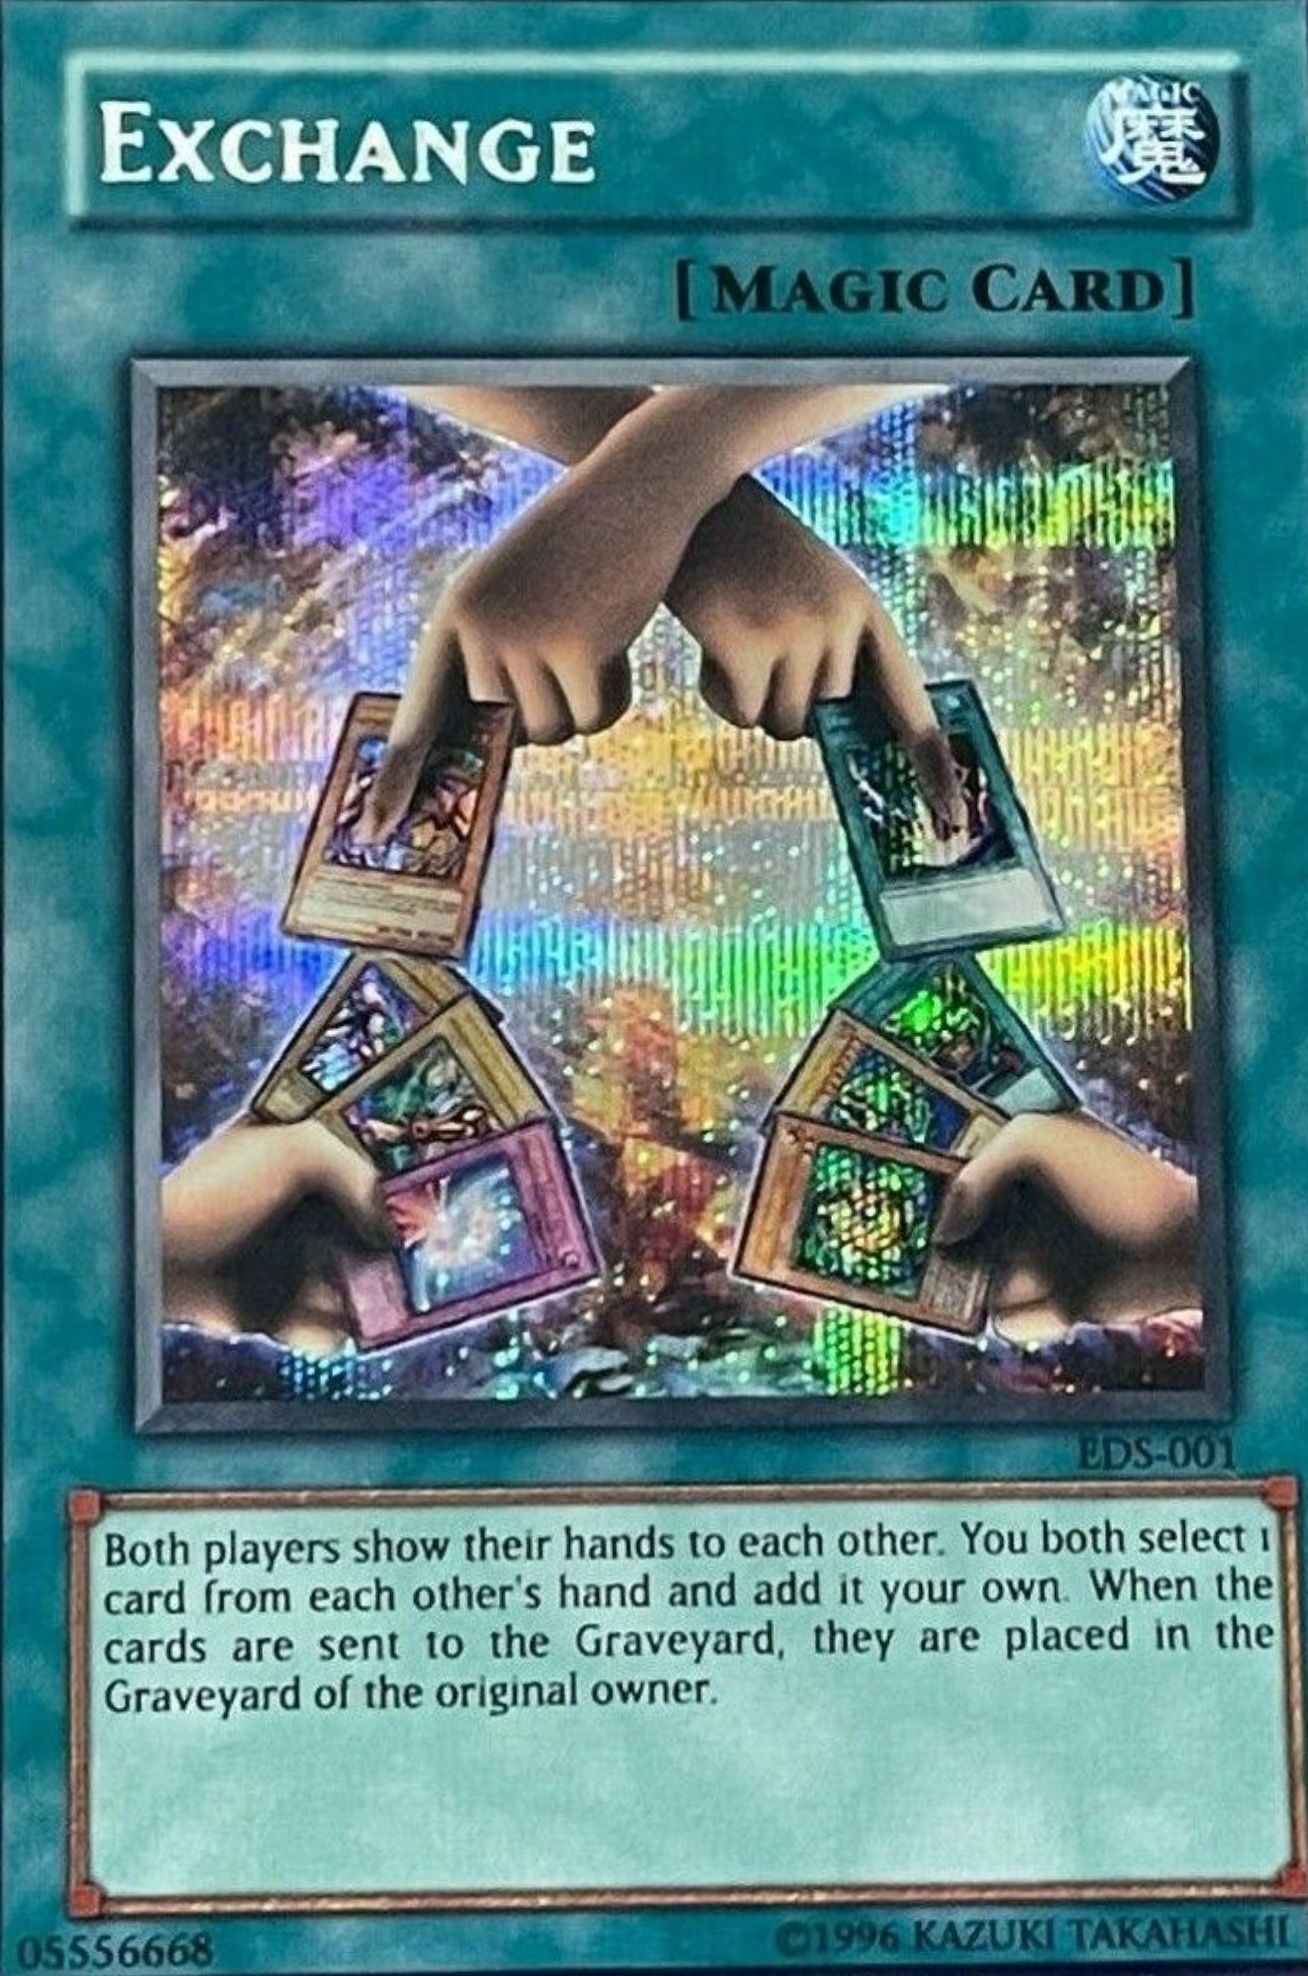 EXCHANGE
MAGIC
魔
[MAGIC CARD]
EDS-001
Both players show their hands to each other. You both select 1
card from each other's hand and add it your own. When the
cards are sent to the Graveyard, they are placed in the
Graveyard of the original owner.
05556668
©1996 KAZUKI TAKAHASHI